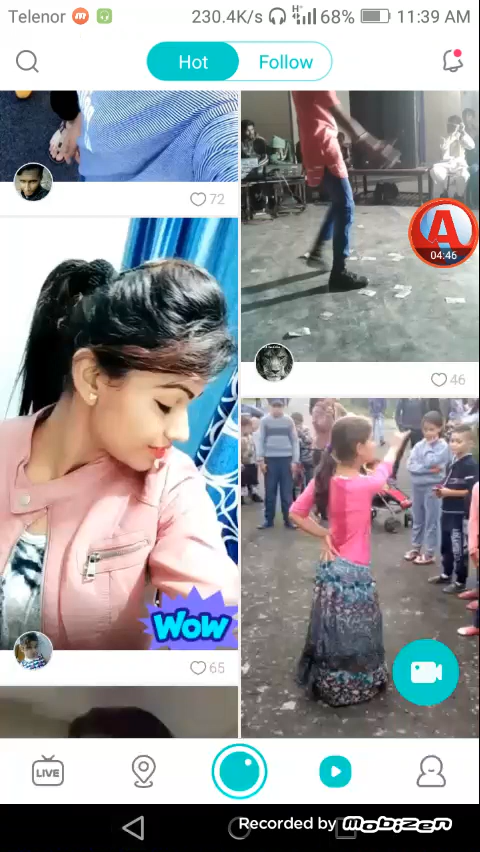 Telenor 230.4K/s H+ 68% 11:39 AM
Hot Follow
72
A
04:46
46
Wow
65
LIVE
Recorded by Mobizen